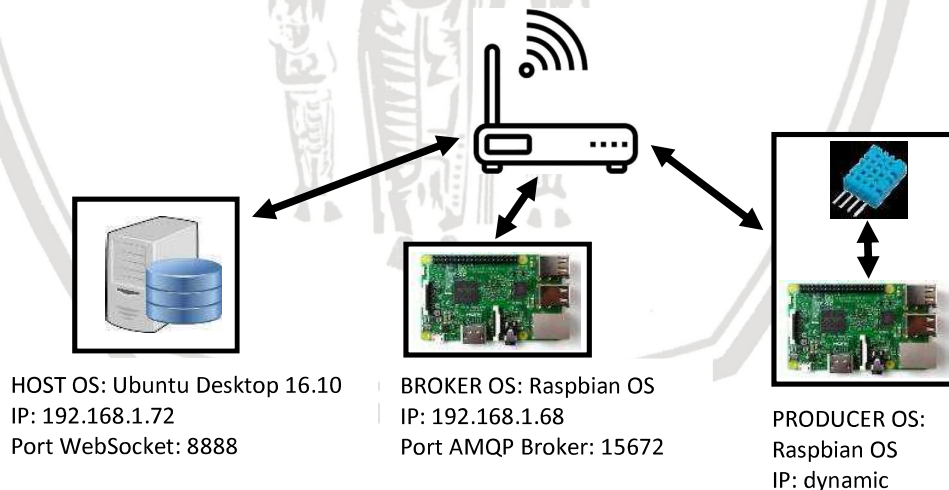 HOST OS: Ubuntu Desktop 16.10
IP: 192.168.1.72
Port WebSocket: 8888
BROKER OS: Raspbian OS
IP: 192.168.1.68
Port AMQP Broker: 15672
PRODUCER OS:
Raspbian OS
IP: dynamic